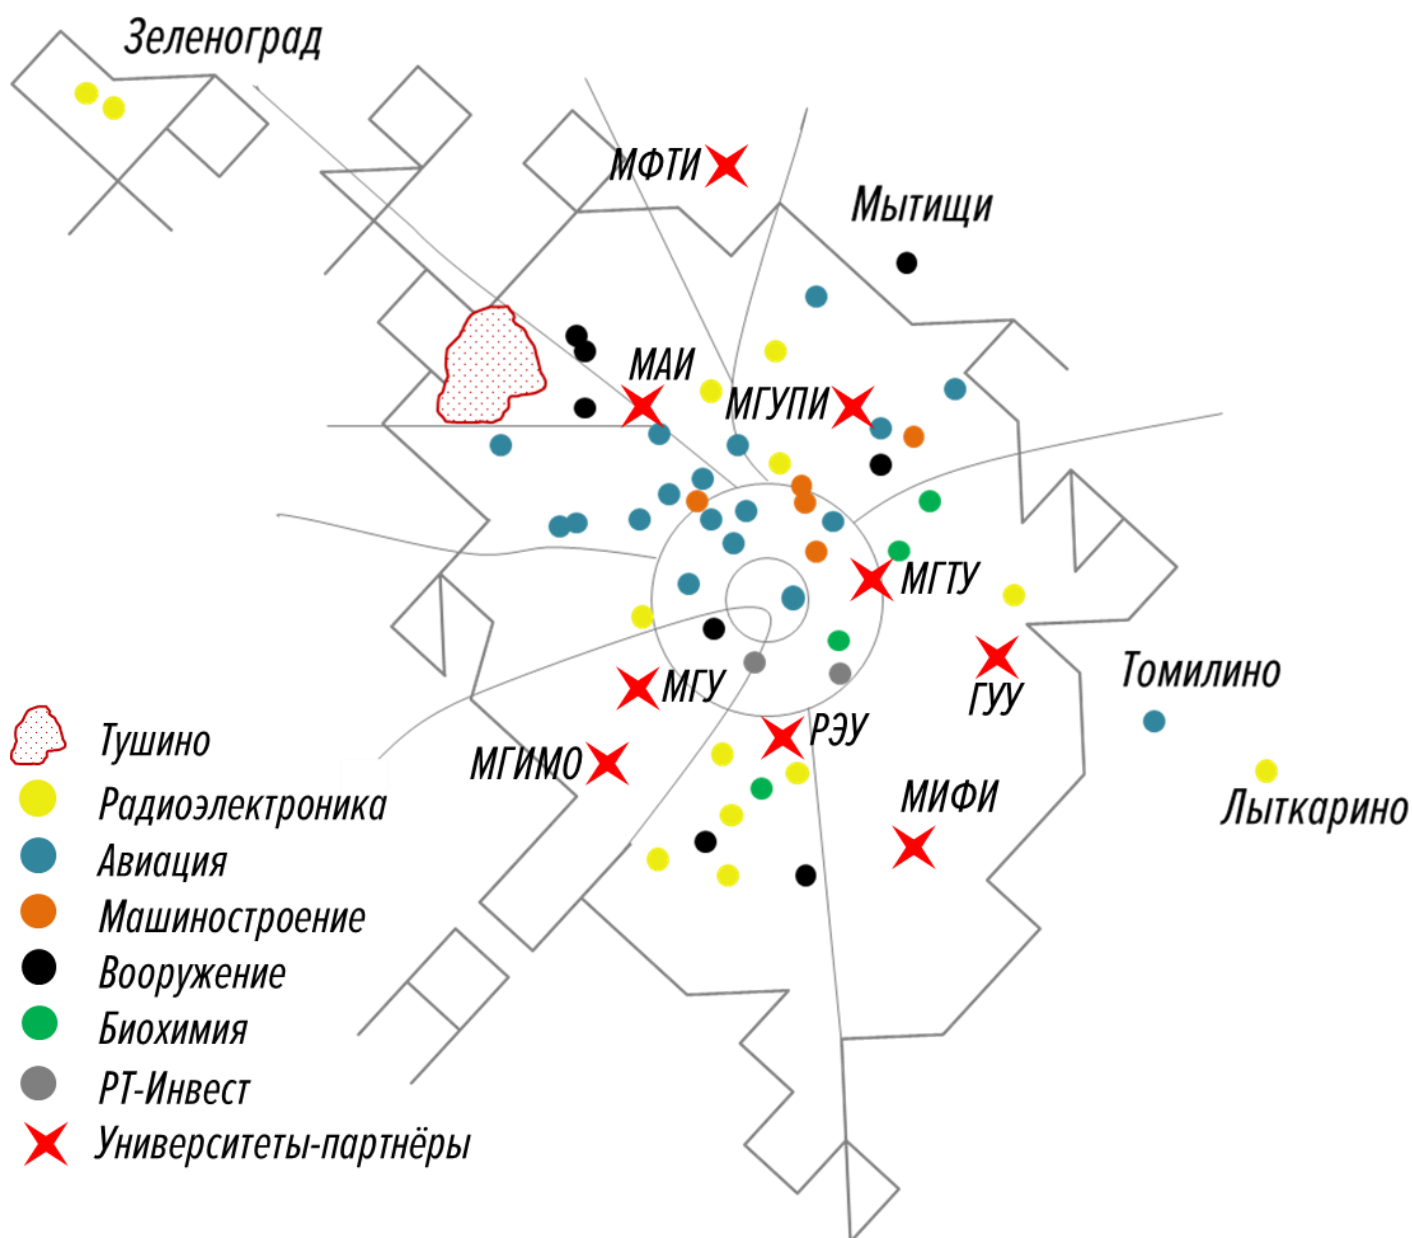 Зеленоград
МФТИ
Мытищи
МАИ
МГУПИ
МГТУ
ГУУ
Томилино
МГУ
РЭУ
МГИМО
МИФИ
Лыткарино
Тушино
Радиоэлектроника
Авиация
Машиностроение
Вооружение
Биохимия
РТ-Инвест
Университеты-партнёры